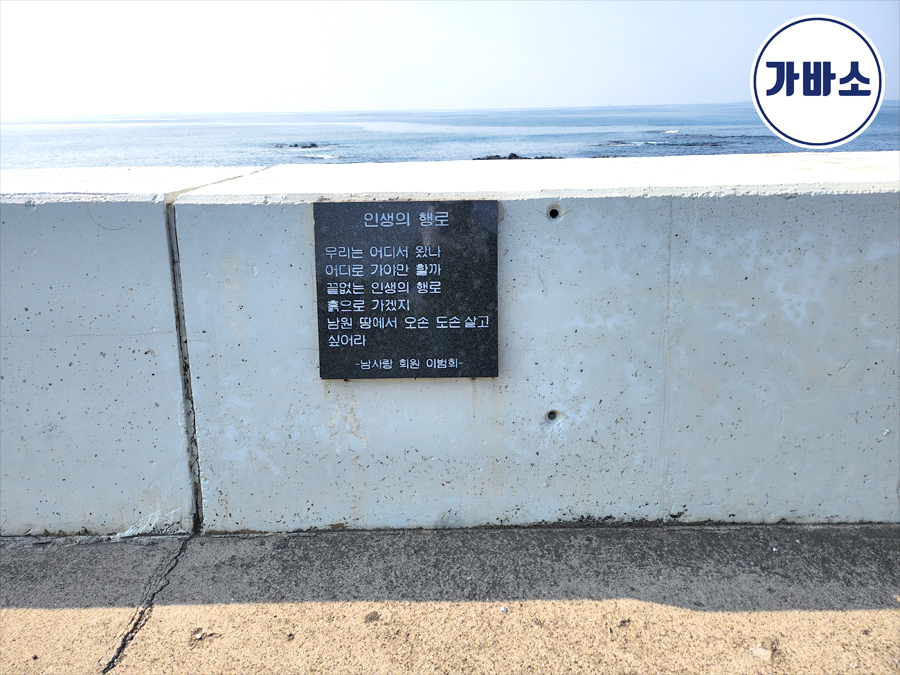 가바소
인생의 행로
우리는 어디서 왔나
어디로 가야만 할까
끝없는 인생의 행로
흙으로 가겠지
남원 땅에서 오손 도손 살고
싶어라
-남사랑 회원 이범희-